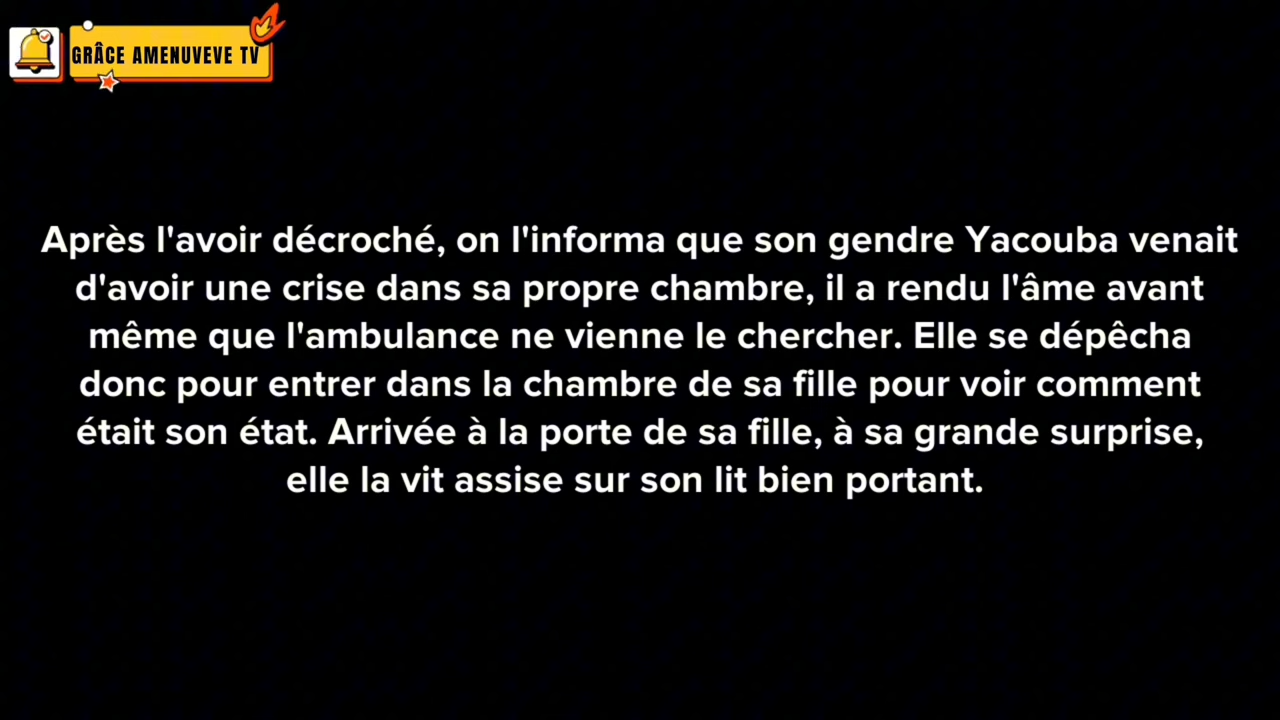 GRÂCE AMENUVEVE TV
Après l'avoir décroché, on l'informa que son gendre Yacouba venait
d'avoir une crise dans sa propre chambre, il a rendu l'âme avant
même que l'ambulance ne vienne le chercher. Elle se dépêcha
donc pour entrer dans la chambre de sa fille pour voir comment
était son état. Arrivée à la porte de sa fille, à sa grande surprise,
elle la vit assise sur son lit bien portant.